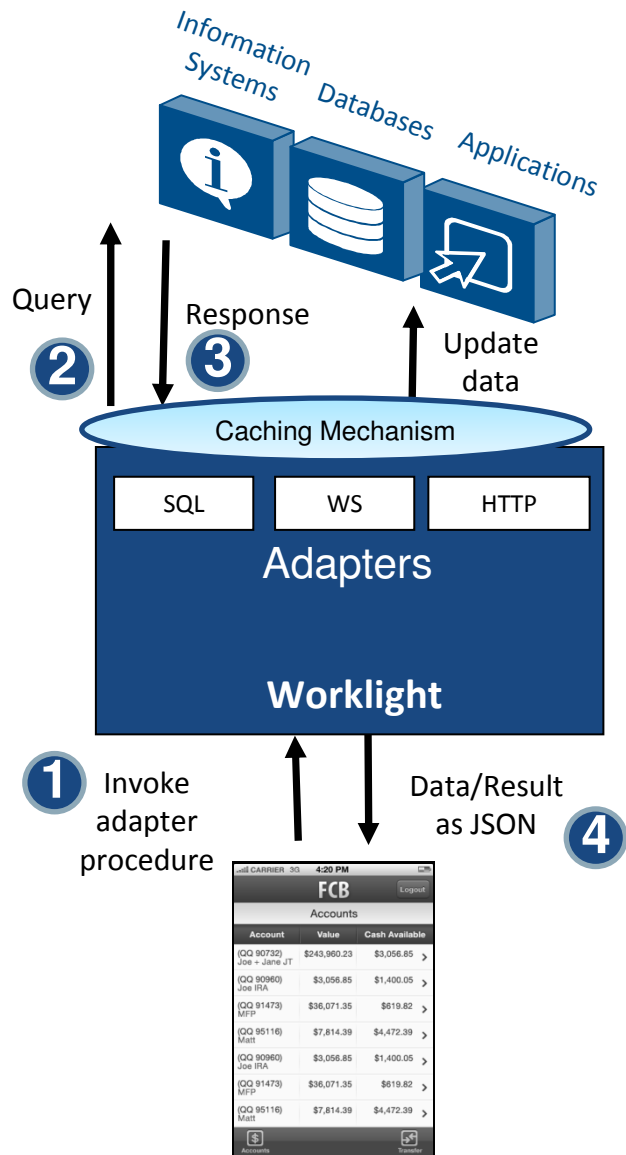 Information
Systems
Databases
Applications
Query
2
Response
3
Update
data
Caching Mechanism
SQL
WS
HTTP
Adapters
Worklight
1
Invoke
adapter
procedure
Data/Result
as JSON
4
CARRIER 3G 4:20 PM
FCB
Logout
Accounts
Account Value Cash Available
(QQ 90732) $243,960.23 $3,056.85
Joe + Jane JT
(QQ 90960) $3,056.85 $1,400.05
Joe IRA
(QQ 91473) $36,071.35 $619.82
MFP
(QQ 95116) $7,814.39 $4,472.39
Matt
(QQ 90960) $3,056.85 $1,400.05
Joe IRA
(QQ 91473) $36,071.35 $619.82
MFP
(QQ 95116) $7,814.39 $4,472.39
Matt
$
Accounts Transfer